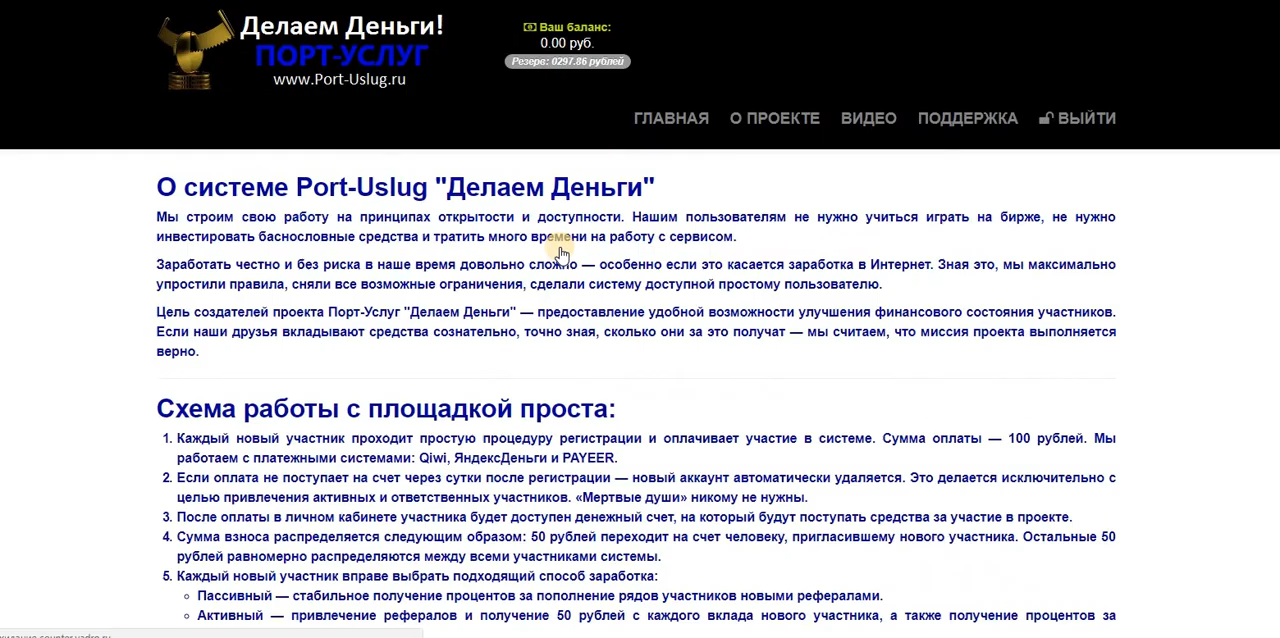 Делаем Деньги!
ПОРТ-УСЛУГ
www.Port-Uslug.ru
Ваш баланс:
0.00 руб.
Резерв: 0297.86 рублей
ГЛАВНАЯ О ПРОЕКТЕ ВИДЕО ПОДДЕРЖКА ВЫЙТИ
О системе Port-Uslug "Делаем Деньги"
Мы строим свою работу на принципах открытости и доступности. Нашим пользователям не нужно учиться играть на бирже, не нужно
инвестировать баснословные средства и тратить много времени на работу с сервисом.
Заработать честно и без риска в наше время довольно сложно — особенно если это касается заработка в Интернет. Зная это, мы максимально
упростили правила, сняли все возможные ограничения, сделали систему доступной простому пользователю.
Цель создателей проекта Порт-Услуг "Делаем Деньги" — предоставление удобной возможности улучшения финансового состояния участников.
Если наши друзья вкладывают средства сознательно, точно зная, сколько они за это получат — мы считаем, что миссия проекта выполняется
верно.
Схема работы с площадкой проста:
1. Каждый новый участник проходит простую процедуру регистрации и оплачивает участие в системе. Сумма оплаты — 100 рублей. Мы
работаем с платежными системами: Qiwi, ЯндексДеньги и PAYEER.
2. Если оплата не поступает на счет через сутки после регистрации — новый аккаунт автоматически удаляется. Это делается исключительно с
целью привлечения активных и ответственных участников. «Мертвые души» никому не нужны.
3. После оплаты в личном кабинете участника будет доступен денежный счет, на который будут поступать средства за участие в проекте.
4. Сумма взноса распределяется следующим образом: 50 рублей переходит на счет человеку, пригласившему нового участника. Остальные 50
рублей равномерно распределяются между всеми участниками системы.
5. Каждый новый участник вправе выбрать подходящий способ заработка:
Пассивный — стабильное получение процентов за пополнение рядов участников новыми рефералами.
Активный — привлечение рефералов и получение 50 рублей с каждого вклада нового участника, а также получение процентов за